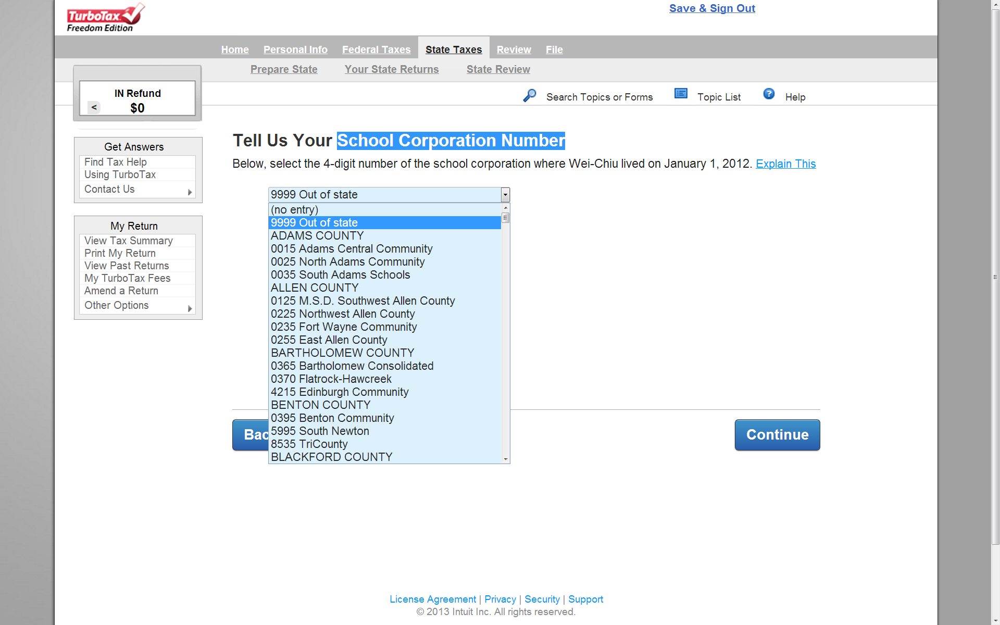 TurboTax
Freedom Edition
Save & Sign Out
Home Personal Info Federal Taxes State Taxes Review File
Prepare State Your State Returns State Review
IN Refund
< $0
Search Topics or Forms Topic List Help
Get Answers
Find Tax Help
Using TurboTax
Contact Us
My Return
View Tax Summary
Print My Return
View Past Returns
My TurboTax Fees
Amend a Return
Other Options
Tell Us Your School Corporation Number
Below, select the 4-digit number of the school corporation where Wei-Chiu lived on January 1, 2012. Explain This
9999 Out of state
(no entry)
9999 Out of state
ADAMS COUNTY
0015 Adams Central Community
0025 North Adams Community
0035 South Adams Schools
ALLEN COUNTY
0125 M.S.D. Southwest Allen County
0225 Northwest Allen County
0235 Fort Wayne Community
0255 East Allen County
BARTHOLOMEW COUNTY
0365 Bartholomew Consolidated
0370 Flatrock-Hawcreek
4215 Edinburgh Community
BENTON COUNTY
0395 Benton Community
5995 South Newton
8535 TriCounty
BLACKFORD COUNTY
Bac
Continue
License Agreement | Privacy | Security | Support
© 2013 Intuit Inc. All rights reserved.